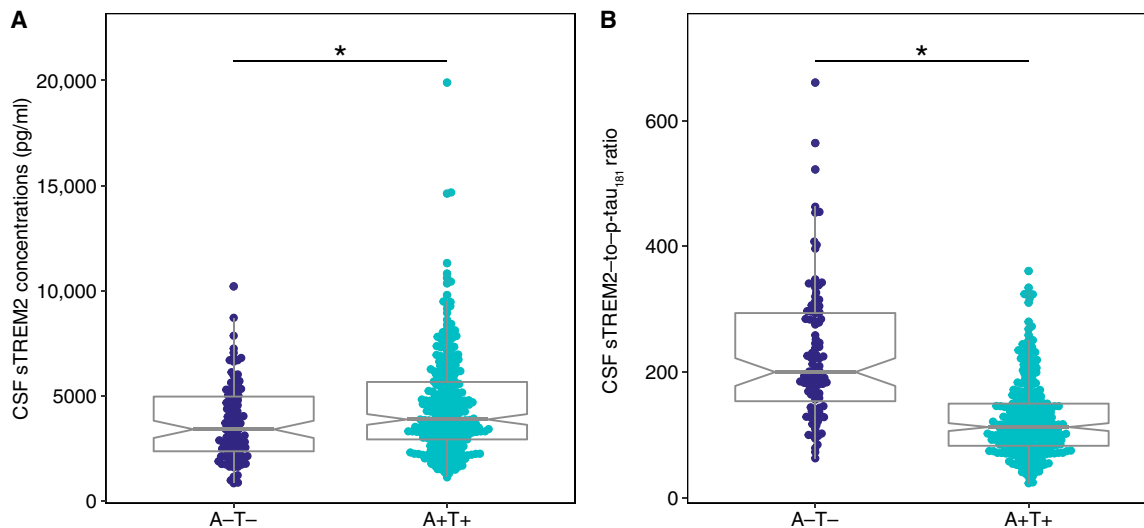 A
*
CSF sTREM2 concentrations (pg/ml)
20,000
15,000
10,000
5000
0
A–T–
A+T+
B
*
CSF sTREM2–to–p-tau181 ratio
600
400
200
0
A–T–
A+T+